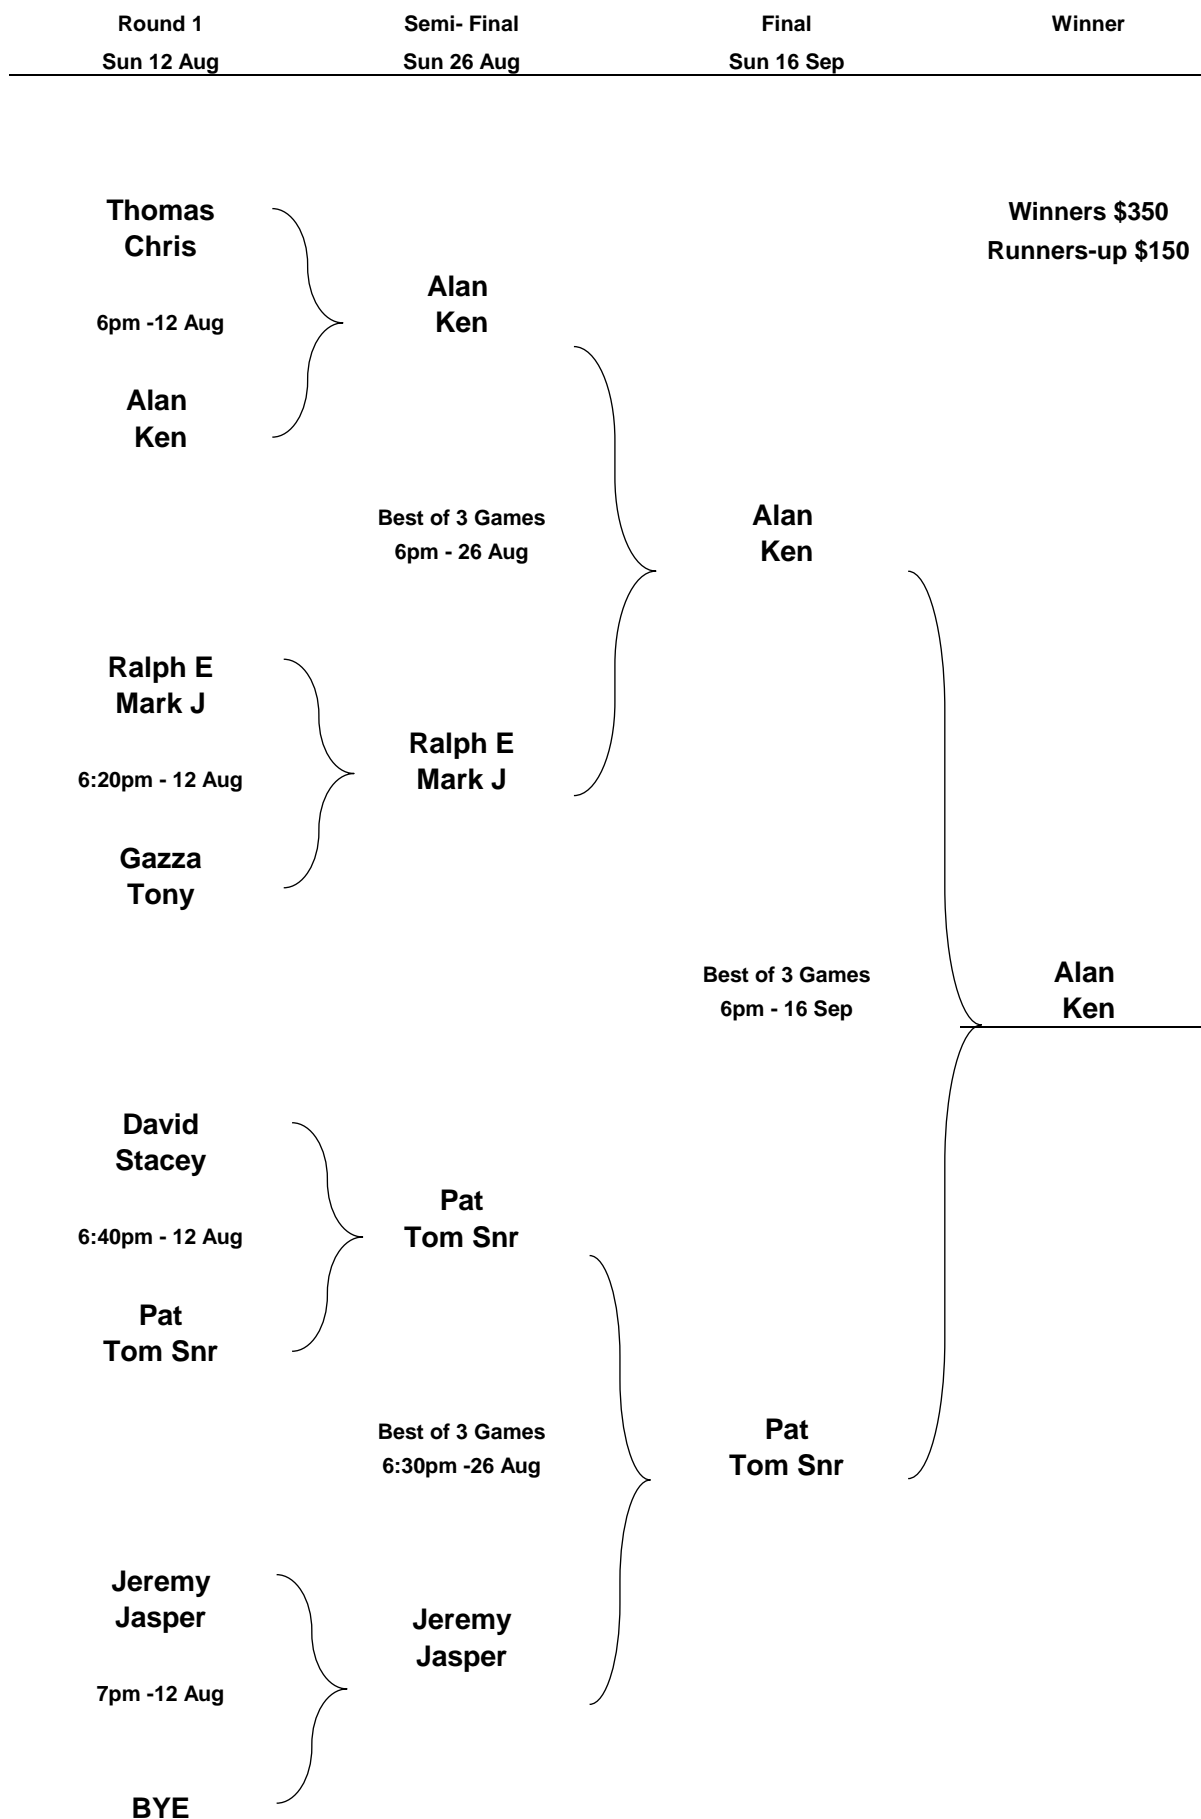 Round 1 Semi- Final Final Winner
Sun 12 Aug Sun 26 Aug Sun 16 Sep
Thomas
Chris
Winners $350
Runners-up $150
Alan
Ken
6pm -12 Aug
Alan
Ken
Best of 3 Games
6pm - 26 Aug
Alan
Ken
Ralph E
Mark J
Ralph E
Mark J
6:20pm - 12 Aug
Gazza
Tony
Best of 3 Games
6pm - 16 Sep
Alan
Ken
David
Stacey
Pat
Tom Snr
6:40pm - 12 Aug
Pat
Tom Snr
Best of 3 Games
6:30pm -26 Aug
Pat
Tom Snr
Jeremy
Jasper
Jeremy
Jasper
7pm -12 Aug
BYE